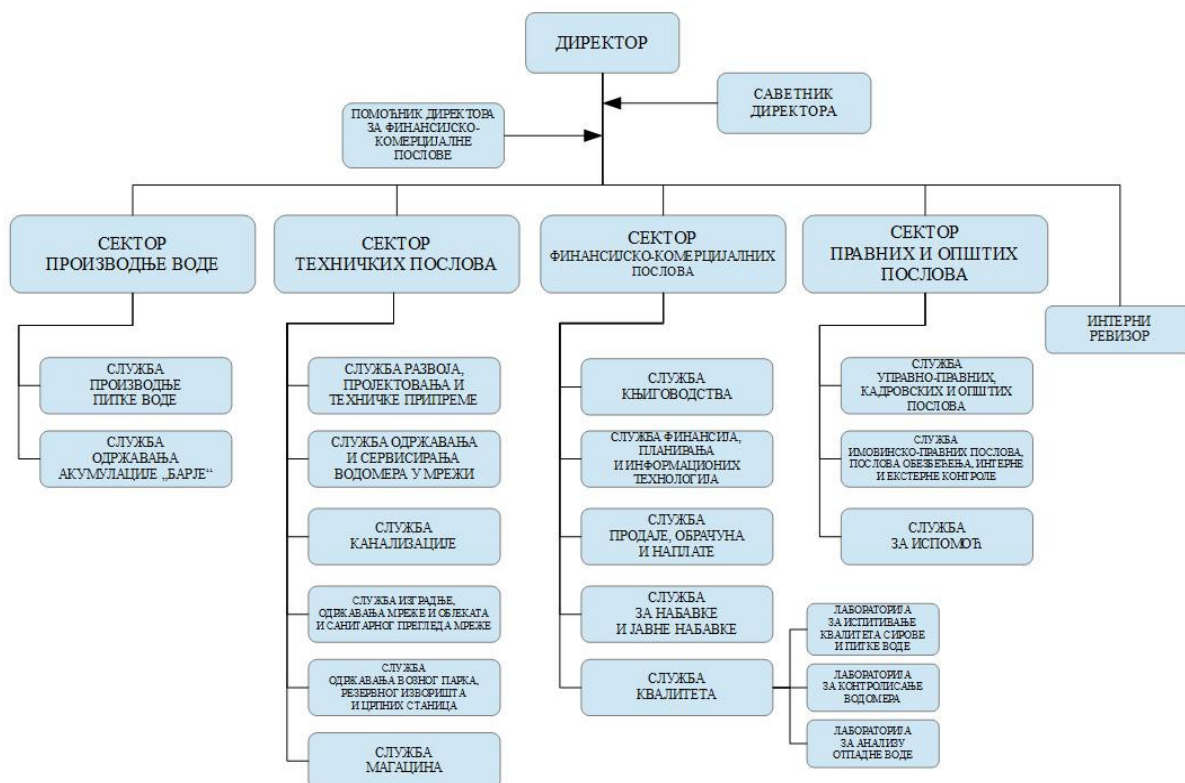 ДИРЕКТОР
САВЕТНИК
ДИРЕКТОРА
ПОМОЋНИК ДИРЕКТОРА
ЗА ФИНАНСИЈСКО-
КОМЕРЦИЈАЛНЕ
ПОСЛОВЕ
СЕКТОР
ПРОИЗВОДЊЕ ВОДЕ
СЕКТОР
ТЕХНИЧКИХ ПОСЛОВА
СЕКТОР
ФИНАНСИЈСКО-КОМЕРЦИЈАЛНИХ
ПОСЛОВА
СЕКТОР
ПРАВНИХ И ОПШТИХ
ПОСЛОВА
ИНТЕРНИ
РЕВИЗОР
СЛУЖБА
ПРОИЗВОДЊЕ
ПИТКЕ ВОДЕ
СЛУЖБА
ОДРЖАВАЊА
АКУМУЛАЦИЈЕ „БАРЈЕ“
СЛУЖБА РАЗВОЈА,
ПРОЈЕКТОВАЊА И
ТЕХНИЧКЕ ПРИПРЕМЕ
СЛУЖБА ОДРЖАВАЊА
И СЕРВИСИРАЊА
ВОДОМЕРА У МРЕЖИ
СЛУЖБА
КАНАЛИЗАЦИЈЕ
СЛУЖБА ИЗГРАДЊЕ,
ОДРЖАВАЊА МРЕЖЕ И ОБЈЕКАТА
И САНИТАРНОГ ПРЕГЛЕДА МРЕЖЕ
СЛУЖБА
ОДРЖАВАЊА ВОЗНОГ ПАРКА,
РЕЗЕРВНОГ ИЗВОРИШТА
И ЦРПНИХ СТАНИЦА
СЛУЖБА
МАГАЦИНА
СЛУЖБА
КЊИГОВОДСТВА
СЛУЖБА ФИНАНСИЈА,
ПЛАНИРАЊА
И ИНФОРМАЦИОНИХ
ТЕХНОЛОГИЈА
СЛУЖБА
ПРОДАЈЕ, ОБРАЧУНА
И НАПЛАТЕ
СЛУЖБА
ЗА НАБАВКЕ
И ЈАВНЕ НАБАВКЕ
СЛУЖБА
КВАЛИТЕТА
ЛАБОРАТОРИЈА
ЗА ИСПИТИВАЊЕ
КВАЛИТЕТА СИРОВЕ
И ПИТКЕ ВОДЕ
ЛАБОРАТОРИЈА
ЗА КОНТРОЛИСАЊЕ
ВОДОМЕРА
ЛАБОРАТОРИЈА
ЗА АНАЛИЗУ
ОТПАДНЕ ВОДЕ
СЛУЖБА
УПРАВНО-ПРАВНИХ,
КАДРОВСКИХ И ОПШТИХ
ПОСЛОВА
СЛУЖБА
ИМОВИНСКО-ПРАВНИХ ПОСЛОВА,
ПОСЛОВА ОБЕЗБЕЂЕЊА, ИНТЕРНЕ
И ЕКСТЕРНЕ КОНТРОЛЕ
СЛУЖБА
ЗА ИСПОМОЋ